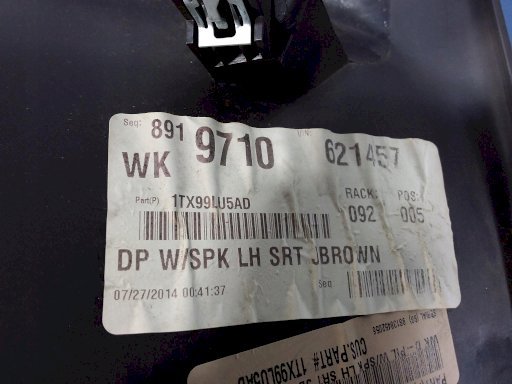 Seq: 891 9710 V.N. 621457
WK
Part(P) 1TX99LU5AD RACK: 092 POS: 005
DP W/SPK LH SRT JBROWN
07/27/2014 00:41:37 Seq
CUS.PART# 1TX99LU5AD